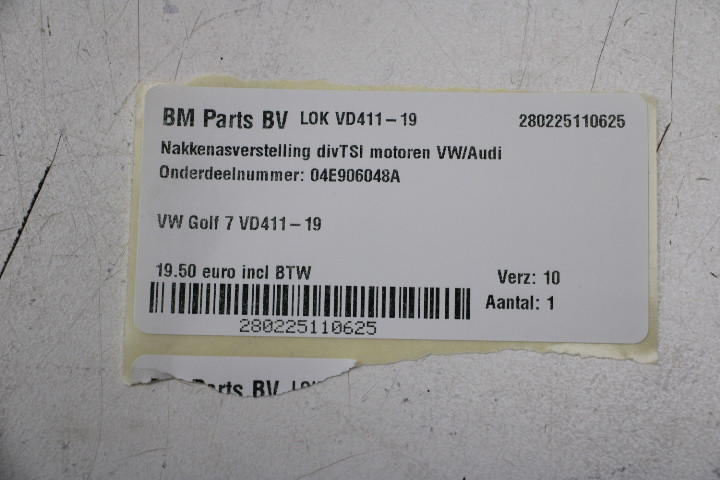 BM Parts BV LOK VD411-19 280225110625
Nakkenasverstelling divTSI motoren VW/Audi
Onderdeelnummer: 04E906048A
VW Golf 7 VD411-19
19.50 euro incl BTW Verz: 10
Aantal: 1
280225110625
BM Parts BV LOK